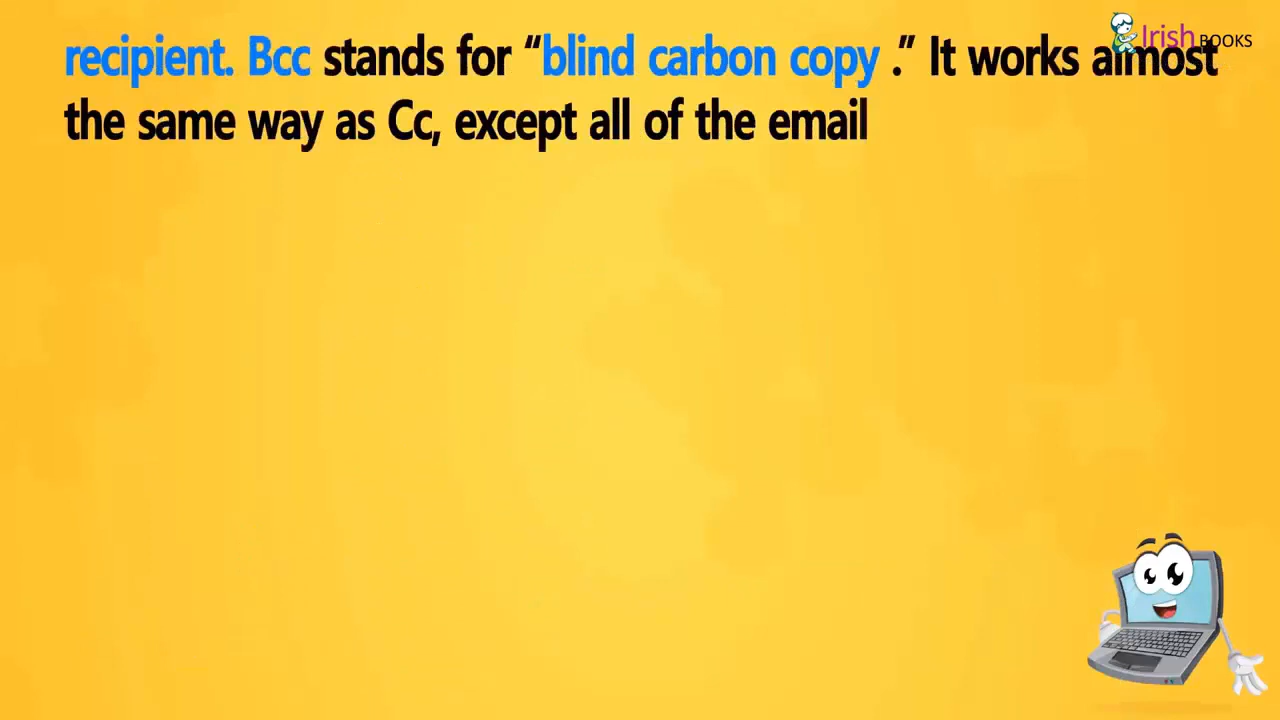 Irish BOOKS
recipient. Bcc stands for “blind carbon copy .” It works almost
the same way as Cc, except all of the email